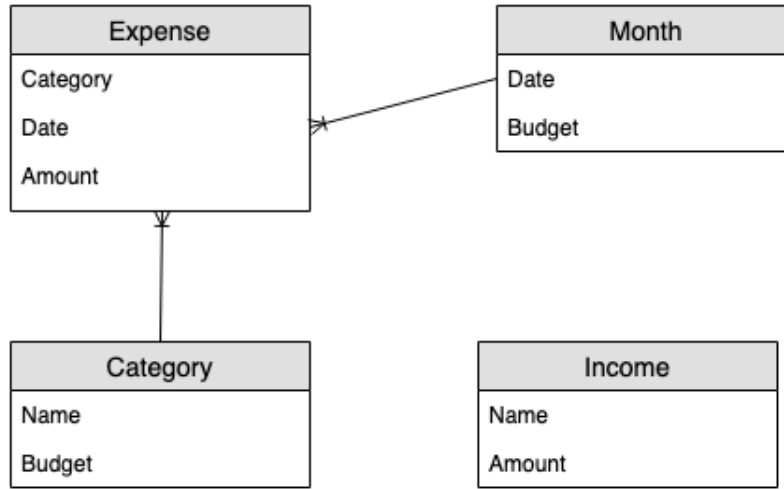 Expense
Category
Date
Amount
Month
Date
Budget
Category
Name
Budget
Income
Name
Amount